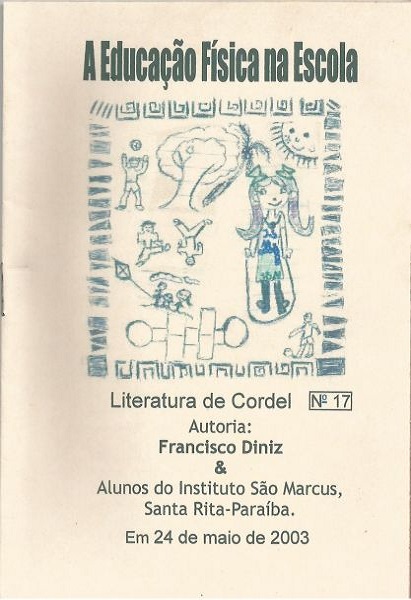 A Educação Física na Escola
Literatura de Cordel Nº 17
Autoria:
Francisco Diniz
&
Alunos do Instituto São Marcus,
Santa Rita-Paraíba.
Em 24 de maio de 2003